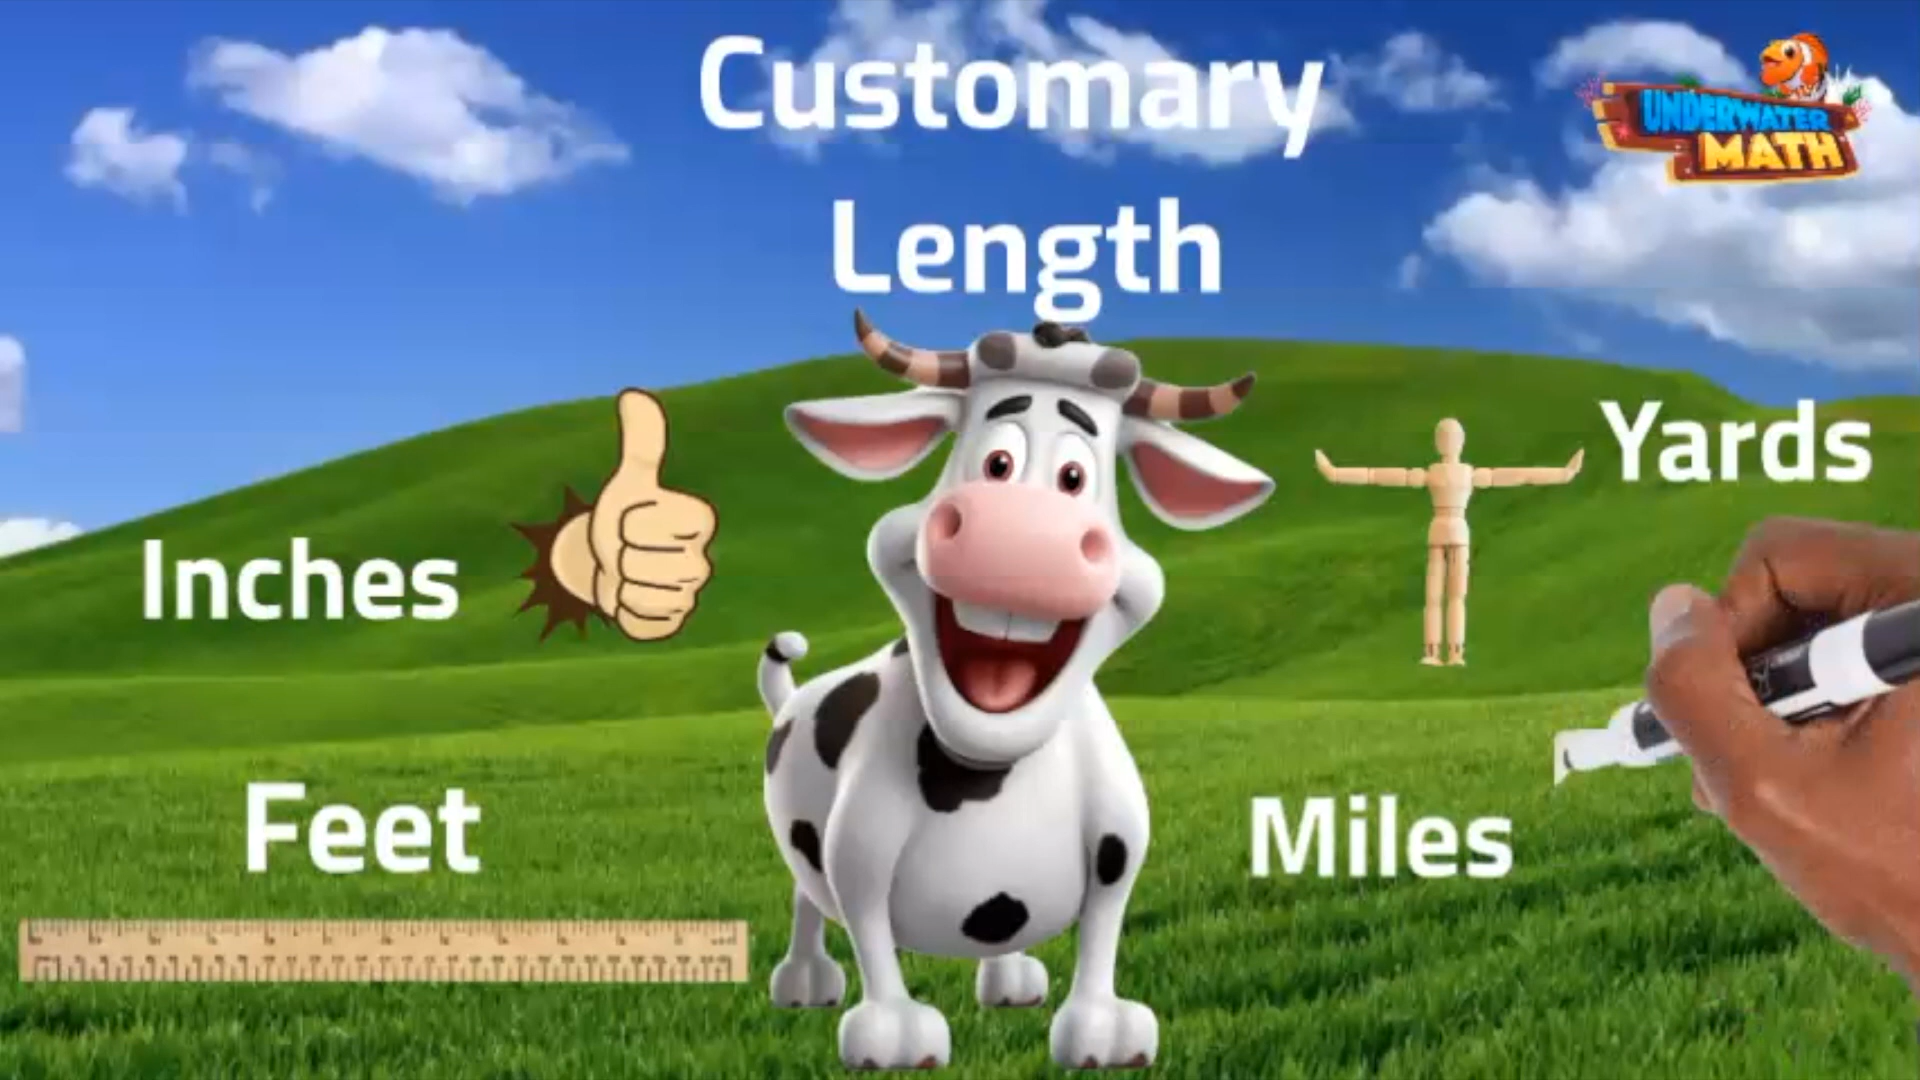 Customary
Length
UNDERWATER
MATH
Inches
Yards
Feet
Miles